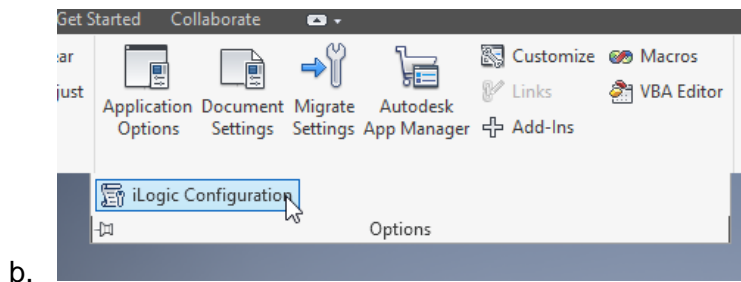 Get Started Collaborate
ear
just
Application Options
Document Settings
Migrate Settings
Autodesk App Manager
Customize
Links
Add-Ins
Macros
VBA Editor
iLogic Configuration
Options
b.